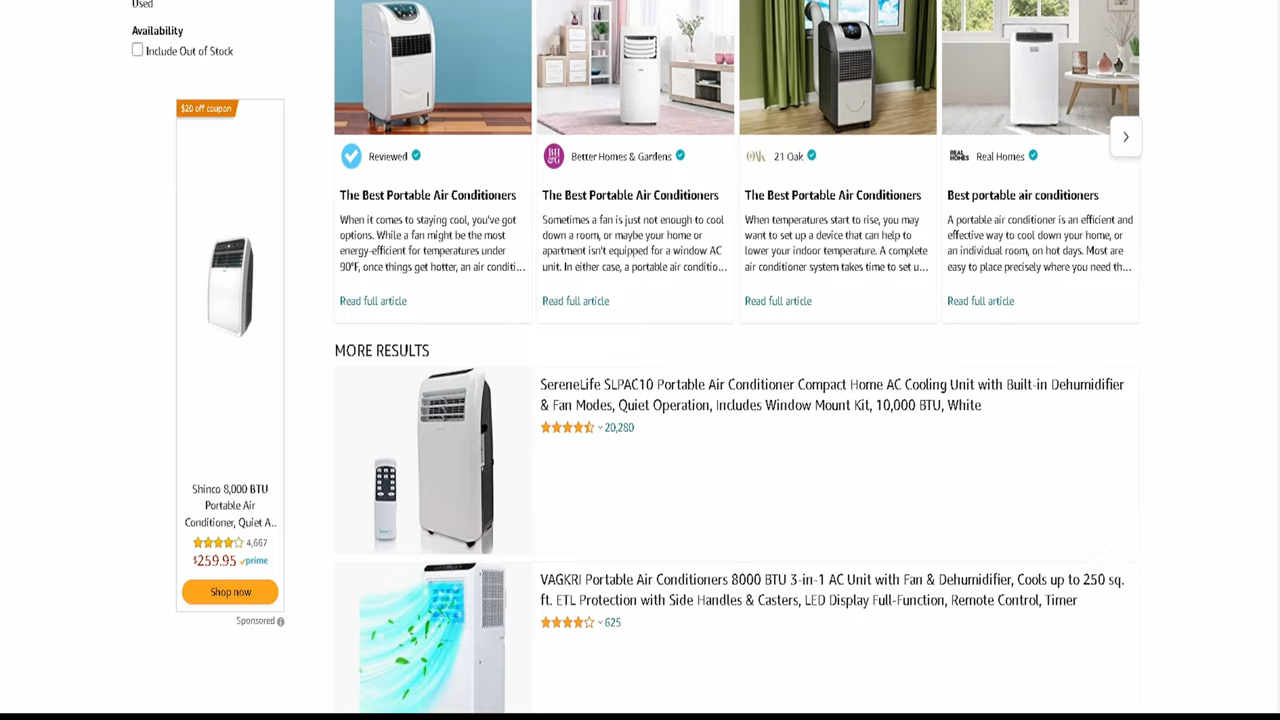 Used
Availability
Include Out of Stock
$20 off coupon
Shinco 8,000 BTU
Portable Air
Conditioner, Quiet A..
4,667
$259.95 prime
Shop now
Sponsored
Reviewed
The Best Portable Air Conditioners
When it comes to staying cool, you've got
options. While a fan might be the most
energy-efficient for temperatures under
90°F, once things get hotter, an air conditi...
Read full article
BH
&G
Better Homes & Gardens
The Best Portable Air Conditioners
Sometimes a fan is just not enough to cool
down a room, or maybe your home or
apartment isn't equipped for a window AC
unit. In either case, a portable air conditio...
Read full article
OAK
21 Oak
The Best Portable Air Conditioners
When temperatures start to rise, you may
want to set up a device that can help to
lower your indoor temperature. A complete
air conditioner system takes time to set u...
Read full article
REAL
HOMES
Real Homes
Best portable air conditioners
A portable air conditioner is an efficient and
effective way to cool down your home, or
an individual room, on hot days. Most are
easy to place precisely where you need th...
Read full article
MORE RESULTS
SereneLife SLPAC10 Portable Air Conditioner Compact Home AC Cooling Unit with Built-in Dehumidifier
& Fan Modes, Quiet Operation, Includes Window Mount Kit, 10,000 BTU, White
20,280
VAGKRI Portable Air Conditioners 8000 BTU 3-in-1 AC Unit with Fan & Dehumidifier, Cools up to 250 sq.
ft. ETL Protection with Side Handles & Casters, LED Display Full-Function, Remote Control, Timer
625